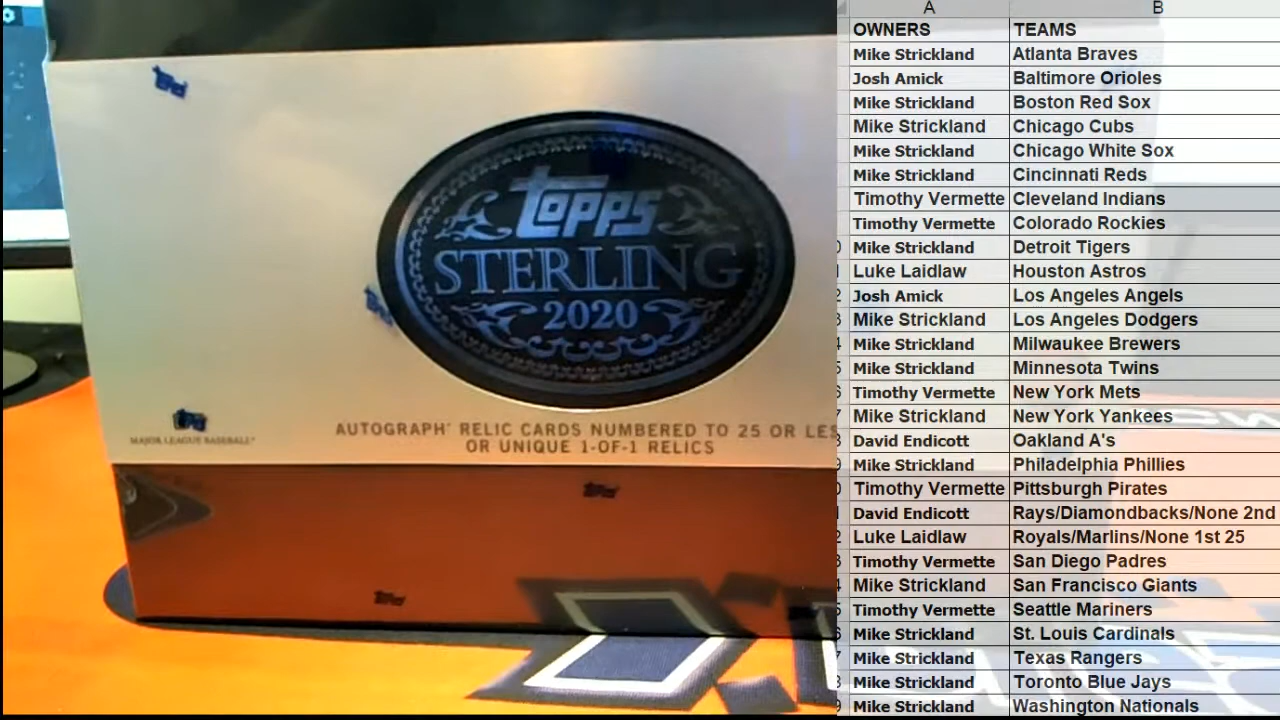 topps
STERLING
2020
MAJOR LEAGUE BASEBALL
AUTOGRAPH RELIC CARDS NUMBERED TO 25 OR LES
OR UNIQUE 1-OF-1 RELICS
A B
OWNERS TEAMS
Mike Strickland Atlanta Braves
Josh Amick Baltimore Orioles
Mike Strickland Boston Red Sox
Mike Strickland Chicago Cubs
Mike Strickland Chicago White Sox
Mike Strickland Cincinnati Reds
Timothy Vermette Cleveland Indians
Timothy Vermette Colorado Rockies
Mike Strickland Detroit Tigers
Luke Laidlaw Houston Astros
Josh Amick Los Angeles Angels
Mike Strickland Los Angeles Dodgers
Mike Strickland Milwaukee Brewers
Mike Strickland Minnesota Twins
Timothy Vermette New York Mets
Mike Strickland New York Yankees
David Endicott Oakland A's
Mike Strickland Philadelphia Phillies
Timothy Vermette Pittsburgh Pirates
David Endicott Rays/Diamondbacks/None 2nd
Luke Laidlaw Royals/Marlins/None 1st 25
Timothy Vermette San Diego Padres
Mike Strickland San Francisco Giants
Timothy Vermette Seattle Mariners
Mike Strickland St. Louis Cardinals
Mike Strickland Texas Rangers
Mike Strickland Toronto Blue Jays
Mike Strickland Washington Nationals